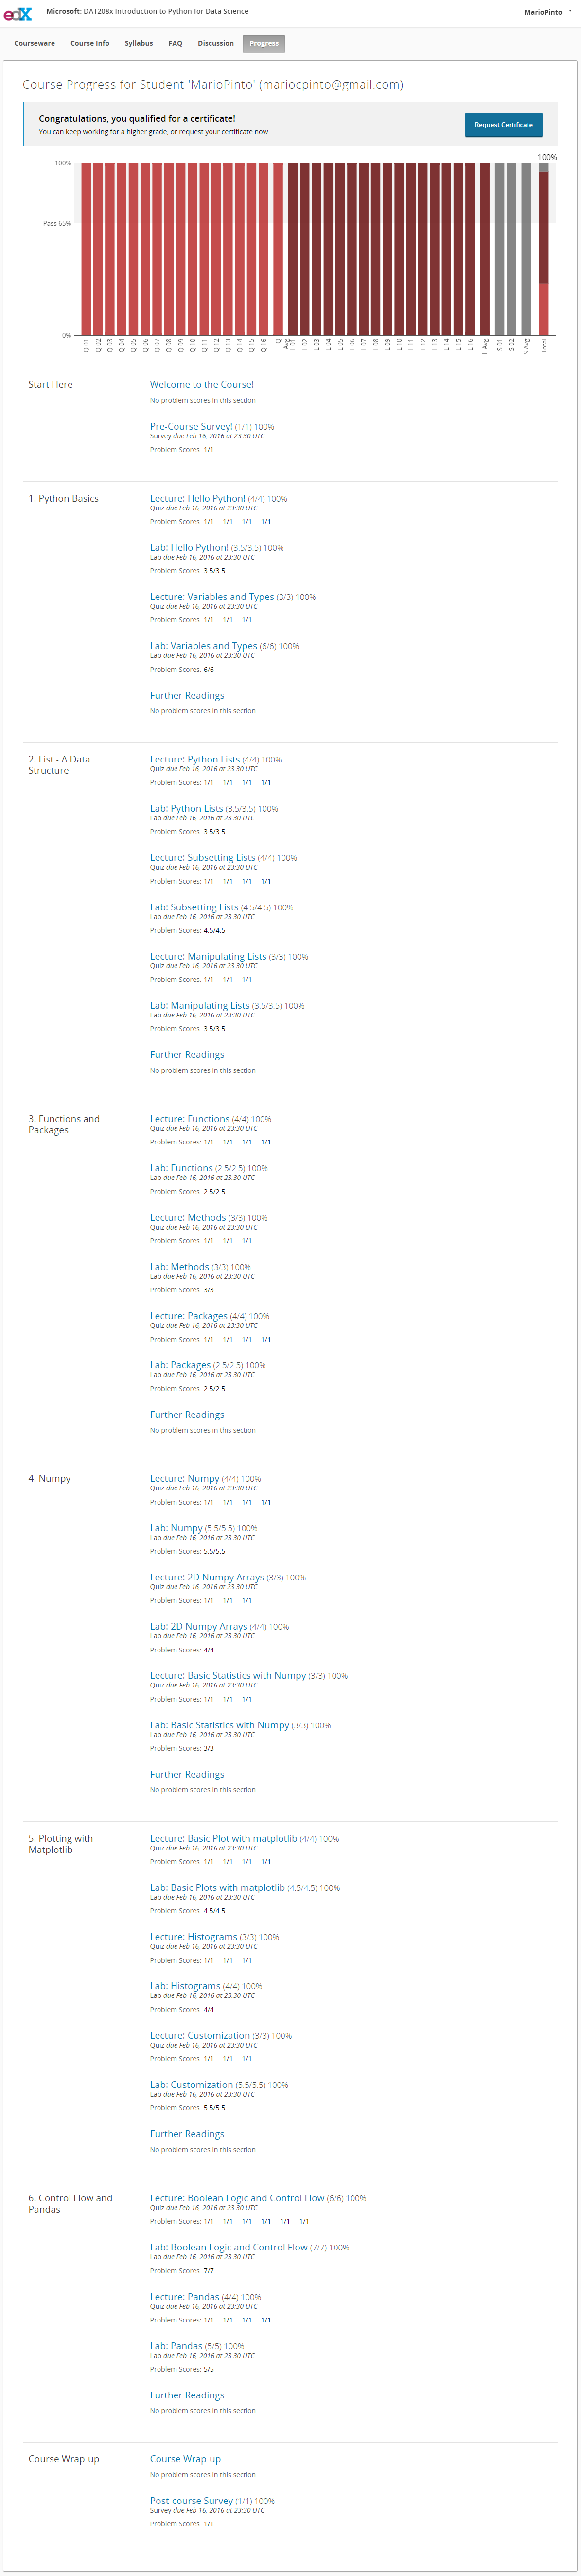 edX
Microsoft: DAT208x Introduction to Python for Data Science
MarioPinto
Courseware Course Info Syllabus FAQ Discussion Progress
Course Progress for Student 'MarioPinto' (mariocpinto@gmail.com)
Congratulations, you qualified for a certificate!
You can keep working for a higher grade, or request your certificate now.
Request Certificate
100%
100%
Pass 65%
0%
Q 01 Q 02 Q 03 Q 04 Q 05 Q 06 Q 07 Q 08 Q 09 Q 10 Q 11 Q 12 Q 13 Q 14 Q 15 Q 16 Q Avg L 01 L 02 L 03 L 04 L 05 L 06 L 07 L 08 L 09 L 10 L 11 L 12 L 13 L 14 L 15 L 16 L Avg S 01 S 02 S Avg Total
Start Here
Welcome to the Course!
No problem scores in this section
Pre-Course Survey! (1/1) 100%
Survey due Feb 16, 2016 at 23:30 UTC
Problem Scores: 1/1
1. Python Basics
Lecture: Hello Python! (4/4) 100%
Quiz due Feb 16, 2016 at 23:30 UTC
Problem Scores: 1/1 1/1 1/1 1/1
Lab: Hello Python! (3.5/3.5) 100%
Lab due Feb 16, 2016 at 23:30 UTC
Problem Scores: 3.5/3.5
Lecture: Variables and Types (3/3) 100%
Quiz due Feb 16, 2016 at 23:30 UTC
Problem Scores: 1/1 1/1 1/1
Lab: Variables and Types (6/6) 100%
Lab due Feb 16, 2016 at 23:30 UTC
Problem Scores: 6/6
Further Readings
No problem scores in this section
2. List - A Data
Structure
Lecture: Python Lists (4/4) 100%
Quiz due Feb 16, 2016 at 23:30 UTC
Problem Scores: 1/1 1/1 1/1 1/1
Lab: Python Lists (3.5/3.5) 100%
Lab due Feb 16, 2016 at 23:30 UTC
Problem Scores: 3.5/3.5
Lecture: Subsetting Lists (4/4) 100%
Quiz due Feb 16, 2016 at 23:30 UTC
Problem Scores: 1/1 1/1 1/1 1/1
Lab: Subsetting Lists (4.5/4.5) 100%
Lab due Feb 16, 2016 at 23:30 UTC
Problem Scores: 4.5/4.5
Lecture: Manipulating Lists (3/3) 100%
Quiz due Feb 16, 2016 at 23:30 UTC
Problem Scores: 1/1 1/1 1/1
Lab: Manipulating Lists (3.5/3.5) 100%
Lab due Feb 16, 2016 at 23:30 UTC
Problem Scores: 3.5/3.5
Further Readings
No problem scores in this section
3. Functions and
Packages
Lecture: Functions (4/4) 100%
Quiz due Feb 16, 2016 at 23:30 UTC
Problem Scores: 1/1 1/1 1/1 1/1
Lab: Functions (2.5/2.5) 100%
Lab due Feb 16, 2016 at 23:30 UTC
Problem Scores: 2.5/2.5
Lecture: Methods (3/3) 100%
Quiz due Feb 16, 2016 at 23:30 UTC
Problem Scores: 1/1 1/1 1/1
Lab: Methods (3/3) 100%
Lab due Feb 16, 2016 at 23:30 UTC
Problem Scores: 3/3
Lecture: Packages (4/4) 100%
Quiz due Feb 16, 2016 at 23:30 UTC
Problem Scores: 1/1 1/1 1/1 1/1
Lab: Packages (2.5/2.5) 100%
Lab due Feb 16, 2016 at 23:30 UTC
Problem Scores: 2.5/2.5
Further Readings
No problem scores in this section
4. Numpy
Lecture: Numpy (4/4) 100%
Quiz due Feb 16, 2016 at 23:30 UTC
Problem Scores: 1/1 1/1 1/1 1/1
Lab: Numpy (5.5/5.5) 100%
Lab due Feb 16, 2016 at 23:30 UTC
Problem Scores: 5.5/5.5
Lecture: 2D Numpy Arrays (3/3) 100%
Quiz due Feb 16, 2016 at 23:30 UTC
Problem Scores: 1/1 1/1 1/1
Lab: 2D Numpy Arrays (4/4) 100%
Lab due Feb 16, 2016 at 23:30 UTC
Problem Scores: 4/4
Lecture: Basic Statistics with Numpy (3/3) 100%
Quiz due Feb 16, 2016 at 23:30 UTC
Problem Scores: 1/1 1/1 1/1
Lab: Basic Statistics with Numpy (3/3) 100%
Lab due Feb 16, 2016 at 23:30 UTC
Problem Scores: 3/3
Further Readings
No problem scores in this section
5. Plotting with
Matplotlib
Lecture: Basic Plot with matplotlib (4/4) 100%
Quiz due Feb 16, 2016 at 23:30 UTC
Problem Scores: 1/1 1/1 1/1 1/1
Lab: Basic Plots with matplotlib (4.5/4.5) 100%
Lab due Feb 16, 2016 at 23:30 UTC
Problem Scores: 4.5/4.5
Lecture: Histograms (3/3) 100%
Quiz due Feb 16, 2016 at 23:30 UTC
Problem Scores: 1/1 1/1 1/1
Lab: Histograms (4/4) 100%
Lab due Feb 16, 2016 at 23:30 UTC
Problem Scores: 4/4
Lecture: Customization (3/3) 100%
Quiz due Feb 16, 2016 at 23:30 UTC
Problem Scores: 1/1 1/1 1/1
Lab: Customization (5.5/5.5) 100%
Lab due Feb 16, 2016 at 23:30 UTC
Problem Scores: 5.5/5.5
Further Readings
No problem scores in this section
6. Control Flow and
Pandas
Lecture: Boolean Logic and Control Flow (6/6) 100%
Quiz due Feb 16, 2016 at 23:30 UTC
Problem Scores: 1/1 1/1 1/1 1/1 1/1 1/1
Lab: Boolean Logic and Control Flow (7/7) 100%
Lab due Feb 16, 2016 at 23:30 UTC
Problem Scores: 7/7
Lecture: Pandas (4/4) 100%
Quiz due Feb 16, 2016 at 23:30 UTC
Problem Scores: 1/1 1/1 1/1 1/1
Lab: Pandas (5/5) 100%
Lab due Feb 16, 2016 at 23:30 UTC
Problem Scores: 5/5
Further Readings
No problem scores in this section
Course Wrap-up
Course Wrap-up
No problem scores in this section
Post-course Survey (1/1) 100%
Survey due Feb 16, 2016 at 23:30 UTC
Problem Scores: 1/1